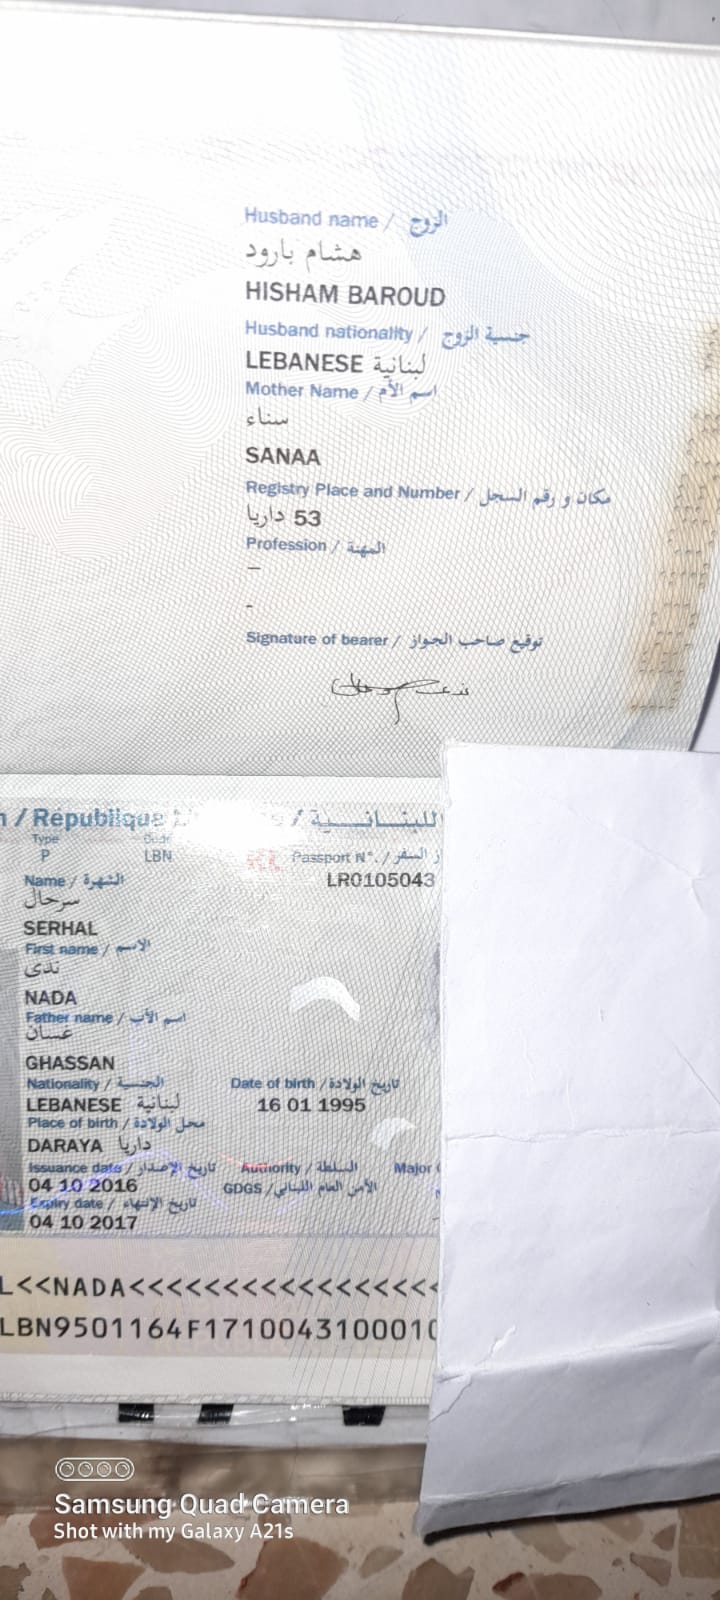 Husband name / الزوج
هشام بارود
HISHAM BAROUD
Husband nationality / جنسية الزوج
LEBANESE لبنانية
Mother Name / اسم الأم
سناء
SANAA
Registry Place and Number / مكان و رقم السجل
53 داريا
Profession / المهنة
–
-
Signature of bearer / توقيع صاحب الجواز
/ République / اللبنانية
Type
P
Code
LBN
Passport N°. / السفر
LR0105043
Name / الشهرة
سرحال
SERHAL
First name / الاسم
ندى
NADA
Father name / اسم الأب
غسان
GHASSAN
Nationality / الجنسية Date of birth / تاريخ الولادة
LEBANESE لبنانية 16 01 1995
Place of birth / محل الولادة
DARAYA داريا
Issuance date / تاريخ الإصدار Authority / السلطة Major
04 10 2016 GDGS / الأمن العام اللبناني
Expiry date / تاريخ الإنتهاء
04 10 2017
L<<NADA<<<<<<<<<<<<<<<<<<
LBN9501164F1710043100010
Samsung Quad Camera
Shot with my Galaxy A21s